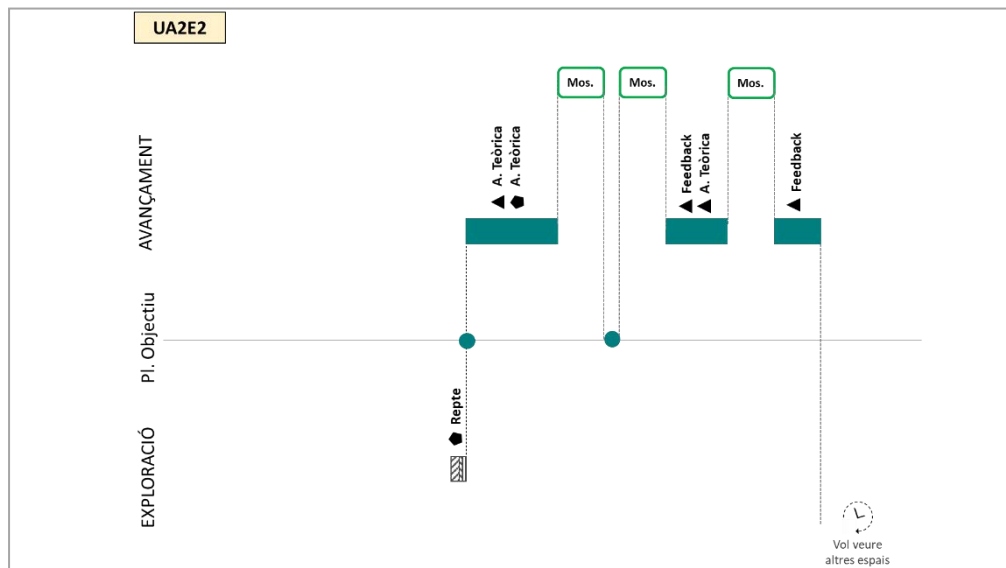 UA2E2
Mos.
Mos.
Mos.
AVANÇAMENT
A. Teòrica
A. Teòrica
Feedback
A. Teòrica
Feedback
Pl. Objectiu
EXPLORACIÓ
Repte
Vol veure
altres espais